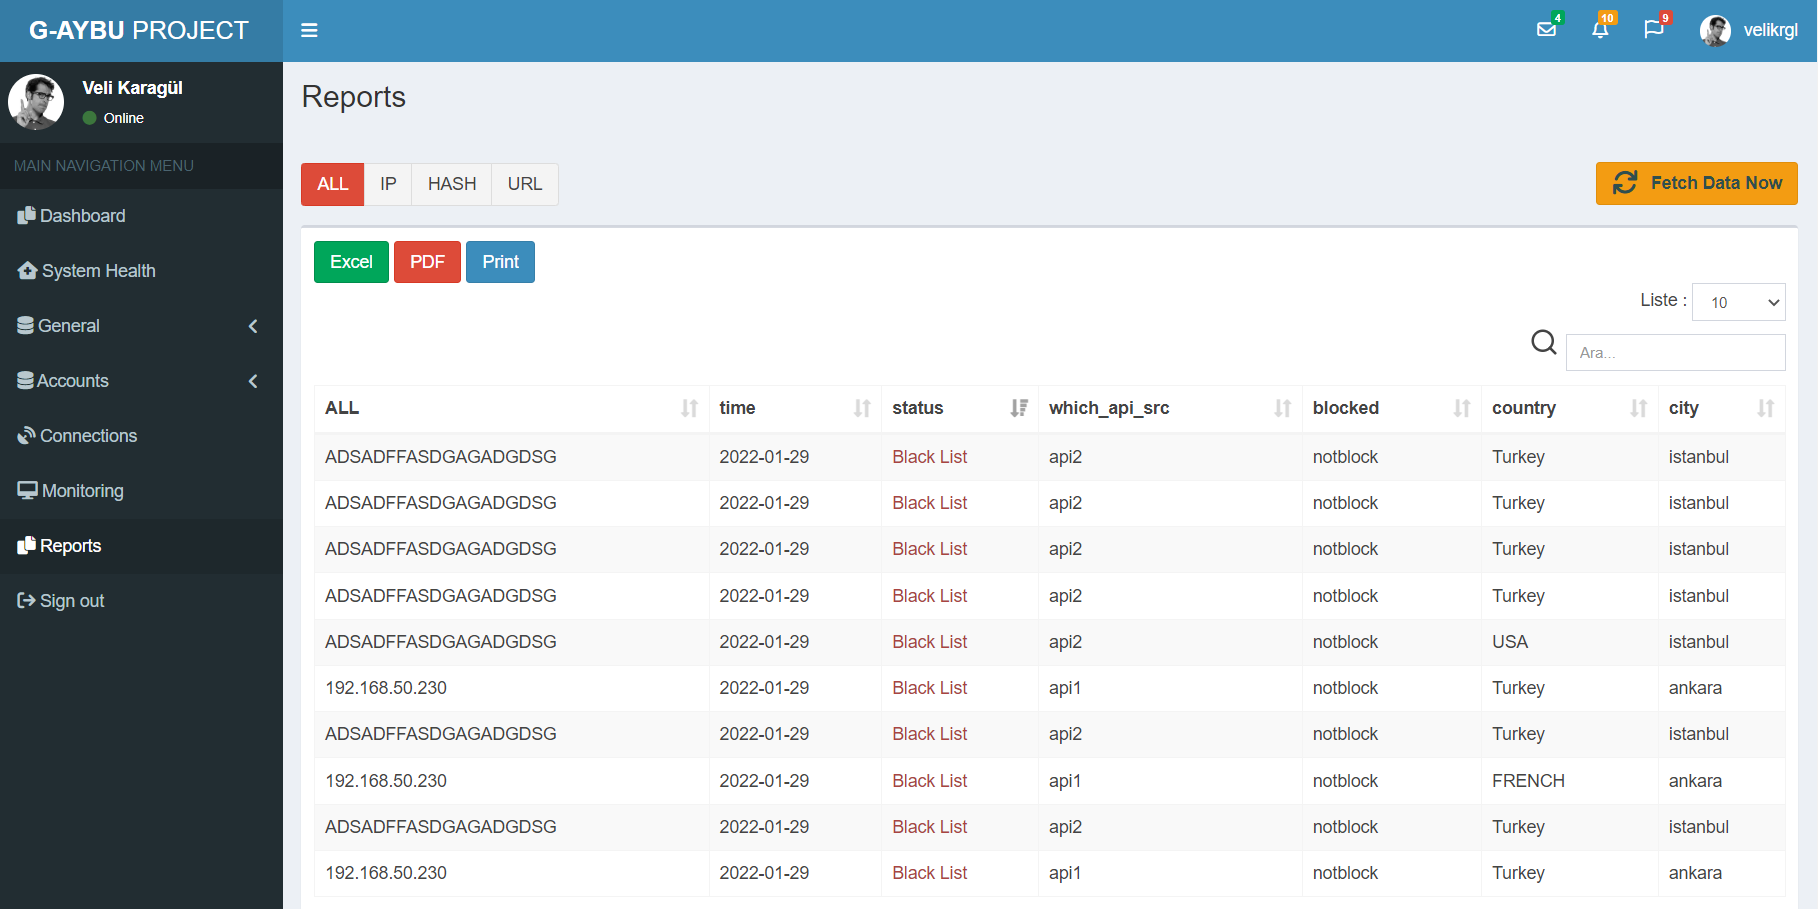 G-AYBU PROJECT
4
10
9
velikrgl
Veli Karagül
Online
MAIN NAVIGATION MENU
Dashboard
System Health
General
Accounts
Connections
Monitoring
Reports
Sign out
Reports
ALL IP HASH URL
Fetch Data Now
Excel PDF Print
Liste : 10
Ara...
ALL time status which_api_src blocked country city
ADSADFFASDGAGADGDSG 2022-01-29 Black List api2 notblock Turkey istanbul
ADSADFFASDGAGADGDSG 2022-01-29 Black List api2 notblock Turkey istanbul
ADSADFFASDGAGADGDSG 2022-01-29 Black List api2 notblock Turkey istanbul
ADSADFFASDGAGADGDSG 2022-01-29 Black List api2 notblock Turkey istanbul
ADSADFFASDGAGADGDSG 2022-01-29 Black List api2 notblock USA istanbul
192.168.50.230 2022-01-29 Black List api1 notblock Turkey ankara
ADSADFFASDGAGADGDSG 2022-01-29 Black List api2 notblock Turkey istanbul
192.168.50.230 2022-01-29 Black List api1 notblock FRENCH ankara
ADSADFFASDGAGADGDSG 2022-01-29 Black List api2 notblock Turkey istanbul
192.168.50.230 2022-01-29 Black List api1 notblock Turkey ankara